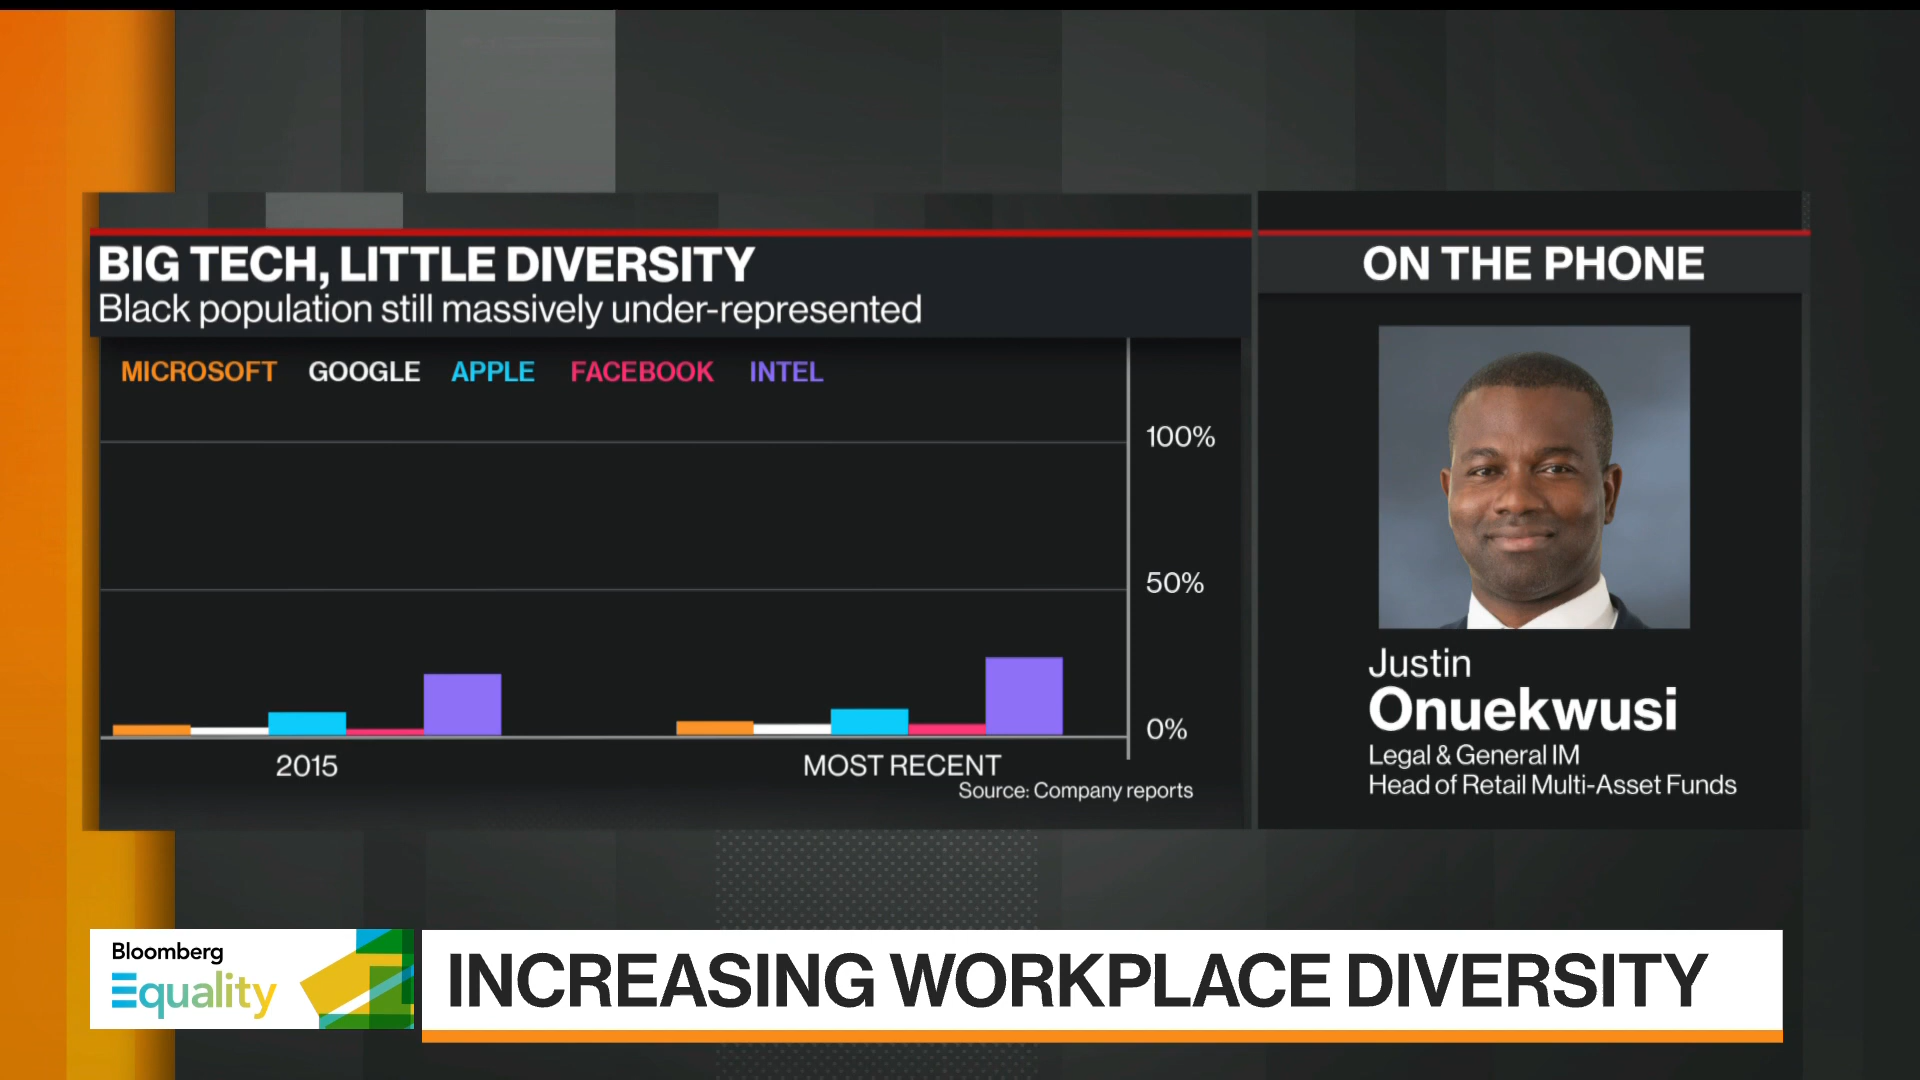 BIG TECH, LITTLE DIVERSITY
Black population still massively under-represented
MICROSOFT GOOGLE APPLE FACEBOOK INTEL
100%
50%
0%
2015 MOST RECENT
Source: Company reports
ON THE PHONE
Justin
Onuekwusi
Legal & General IM
Head of Retail Multi-Asset Funds
Bloomberg
Equality
INCREASING WORKPLACE DIVERSITY